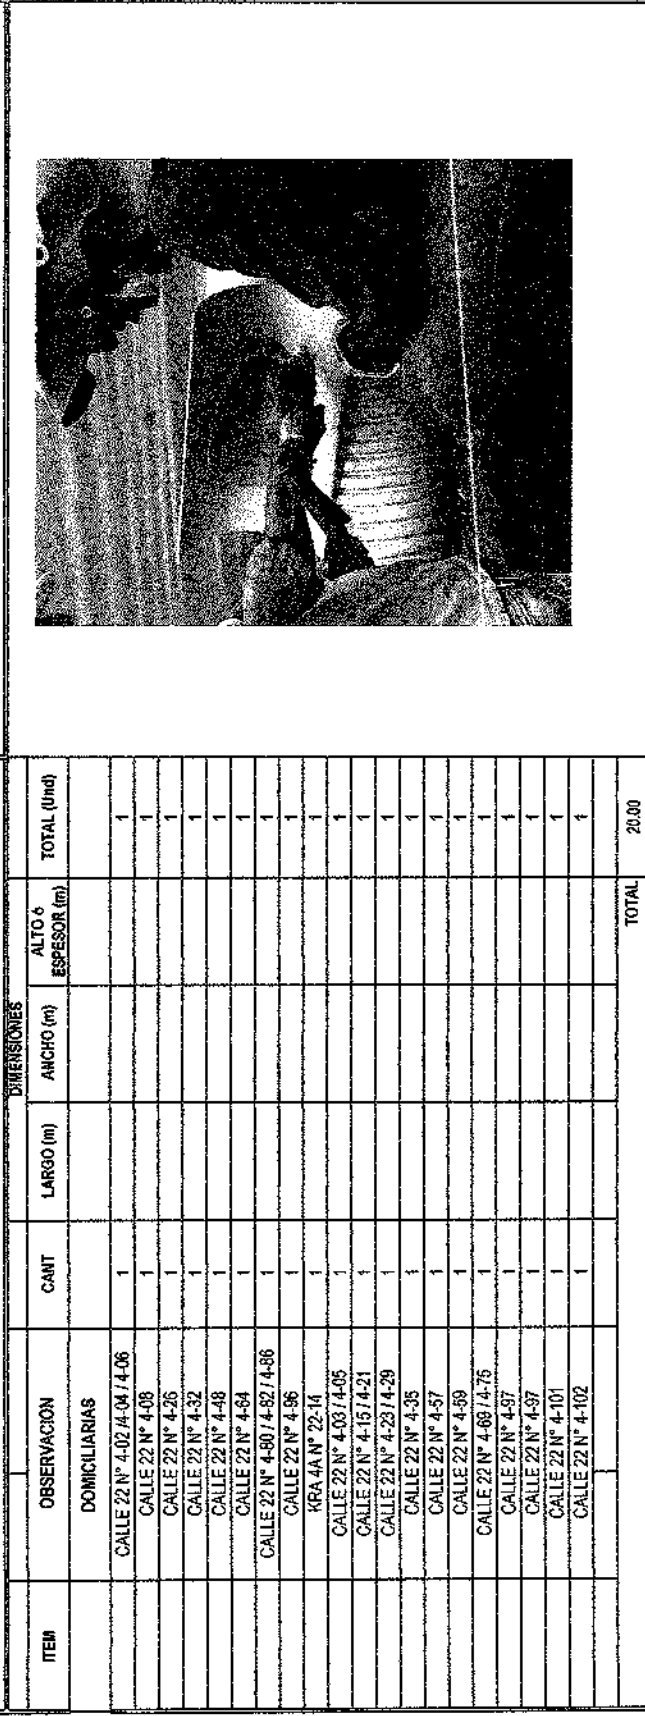 DIMENSIONES
ITEM OBSERVACION CANT LARGO (m) ANCHO (m) ALTO ó ESPESOR (m) TOTAL (Und)
DOMICILIARIAS
CALLE 22 N° 4-02 /4-04 / 4-06 1 1
CALLE 22 N° 4-08 1 1
CALLE 22 N° 4-26 1 1
CALLE 22 N° 4-32 1 1
CALLE 22 N° 4-48 1 1
CALLE 22 N° 4-64 1 1
CALLE 22 N° 4-80 / 4-82 / 4-86 1 1
CALLE 22 N° 4-96 1 1
KRA 4A N° 22-14 1 1
CALLE 22 N° 4-03 / 4-05 1 1
CALLE 22 N° 4-15 / 4-21 1 1
CALLE 22 N° 4-23 / 4-29 1 1
CALLE 22 N° 4-35 1 1
CALLE 22 N° 4-57 1 1
CALLE 22 N° 4-59 1 1
CALLE 22 N° 4-69 / 4-75 1 1
CALLE 22 N° 4-97 1 1
CALLE 22 N° 4-97 1 1
CALLE 22 N° 4-101 1 1
CALLE 22 N° 4-102 1 1
TOTAL 20.00